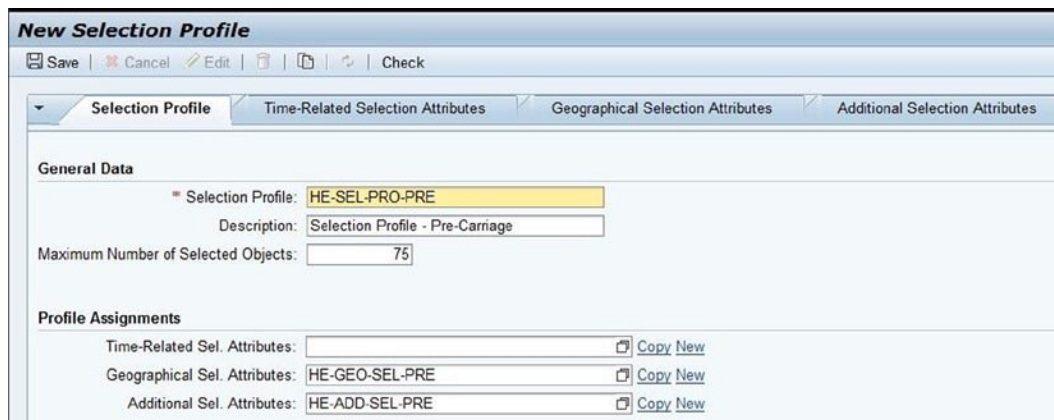 New Selection Profile
Save | Cancel Edit | | | | Check
Selection Profile Time-Related Selection Attributes Geographical Selection Attributes Additional Selection Attributes
General Data
* Selection Profile: HE-SEL-PRO-PRE
Description: Selection Profile - Pre-Carriage
Maximum Number of Selected Objects: 75
Profile Assignments
Time-Related Sel. Attributes: Copy New
Geographical Sel. Attributes: HE-GEO-SEL-PRE Copy New
Additional Sel. Attributes: HE-ADD-SEL-PRE Copy New